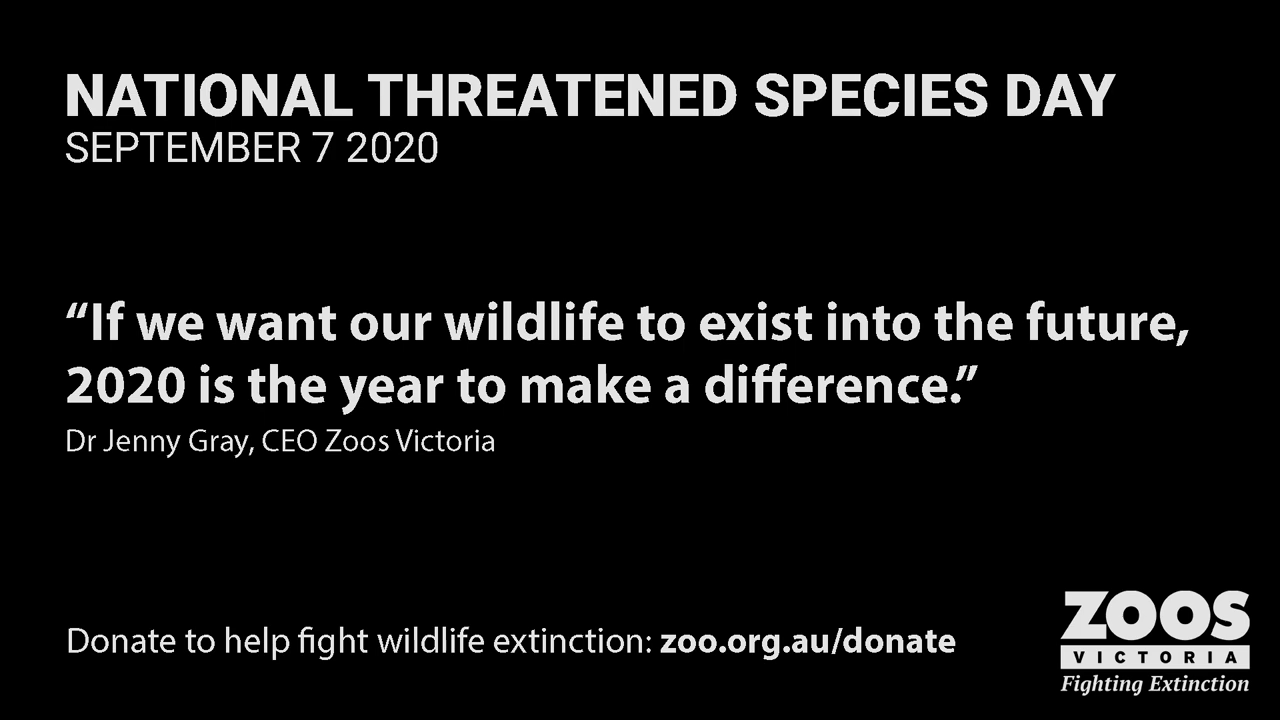 NATIONAL THREATENED SPECIES DAY
SEPTEMBER 7 2020
“If we want our wildlife to exist into the future,
2020 is the year to make a difference.”
Dr Jenny Gray, CEO Zoos Victoria
Donate to help fight wildlife extinction: zoo.org.au/donate
ZOOS
VICTORIA
Fighting Extinction